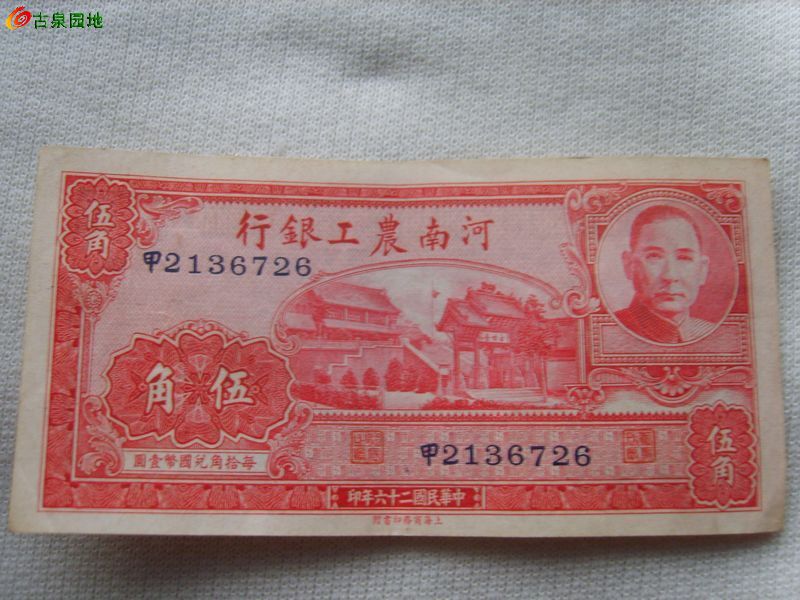 古泉园地
伍角
河南農工銀行
甲2136726
伍角
每拾角兌國幣壹圓
甲2136726
伍角
中華民國二十六年印